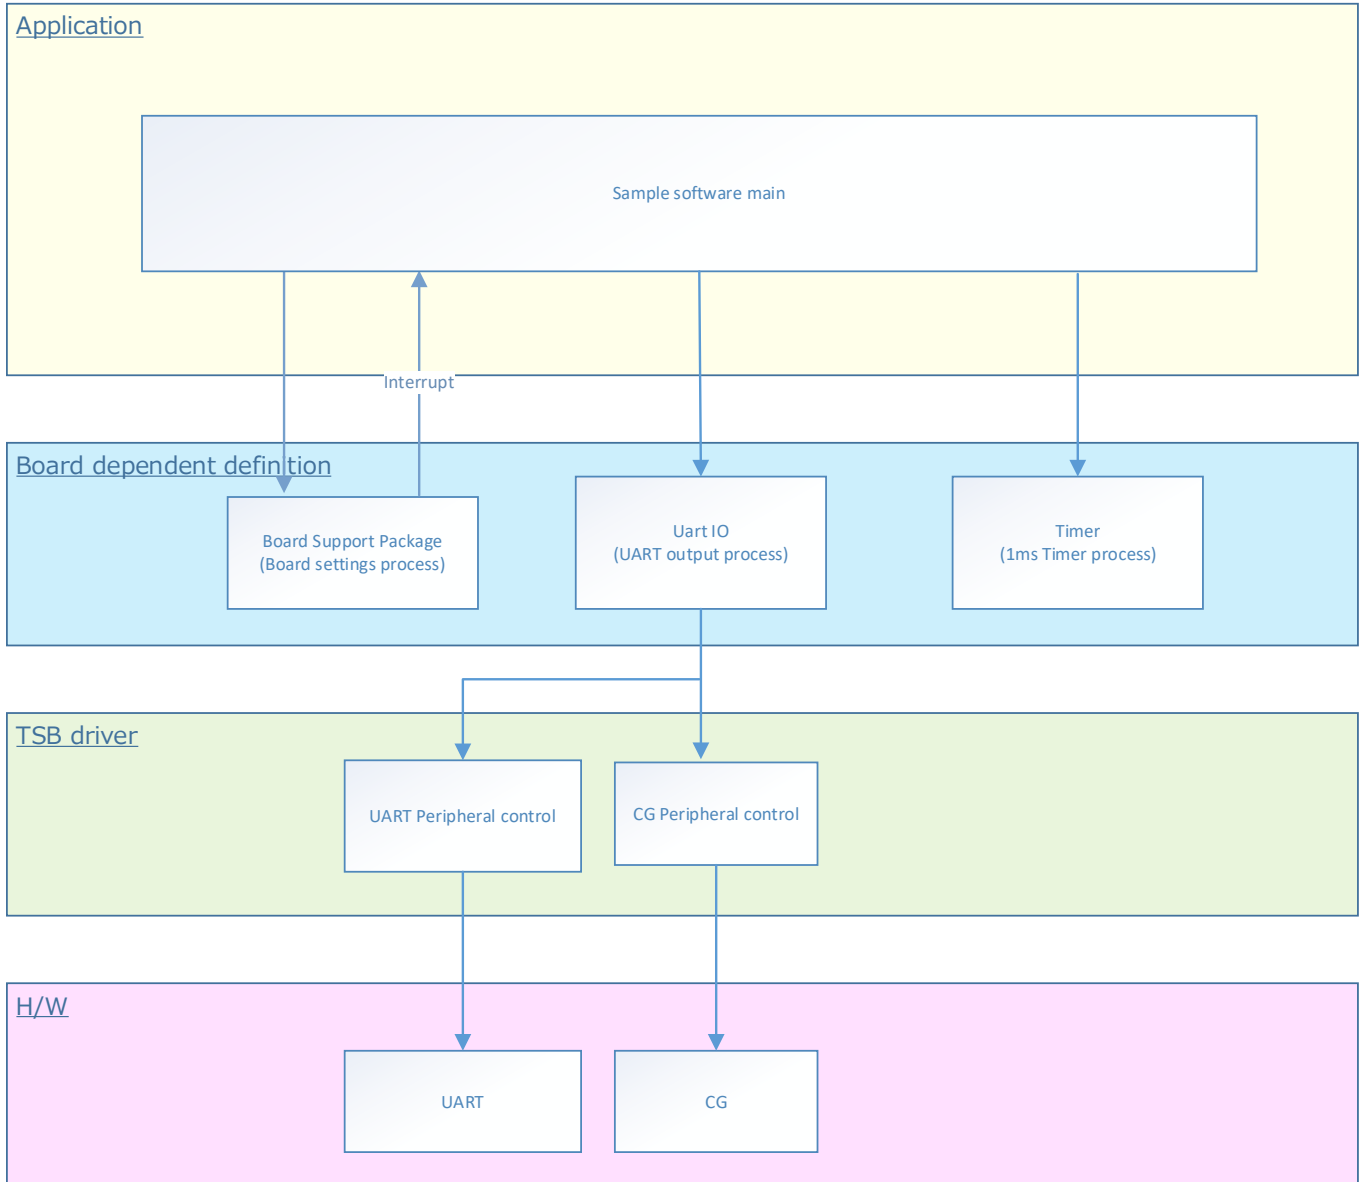 Application
Sample software main
Interrupt
Board dependent definition
Board Support Package
(Board settings process)
Uart IO
(UART output process)
Timer
(1ms Timer process)
TSB driver
UART Peripheral control
CG Peripheral control
H/W
UART
CG